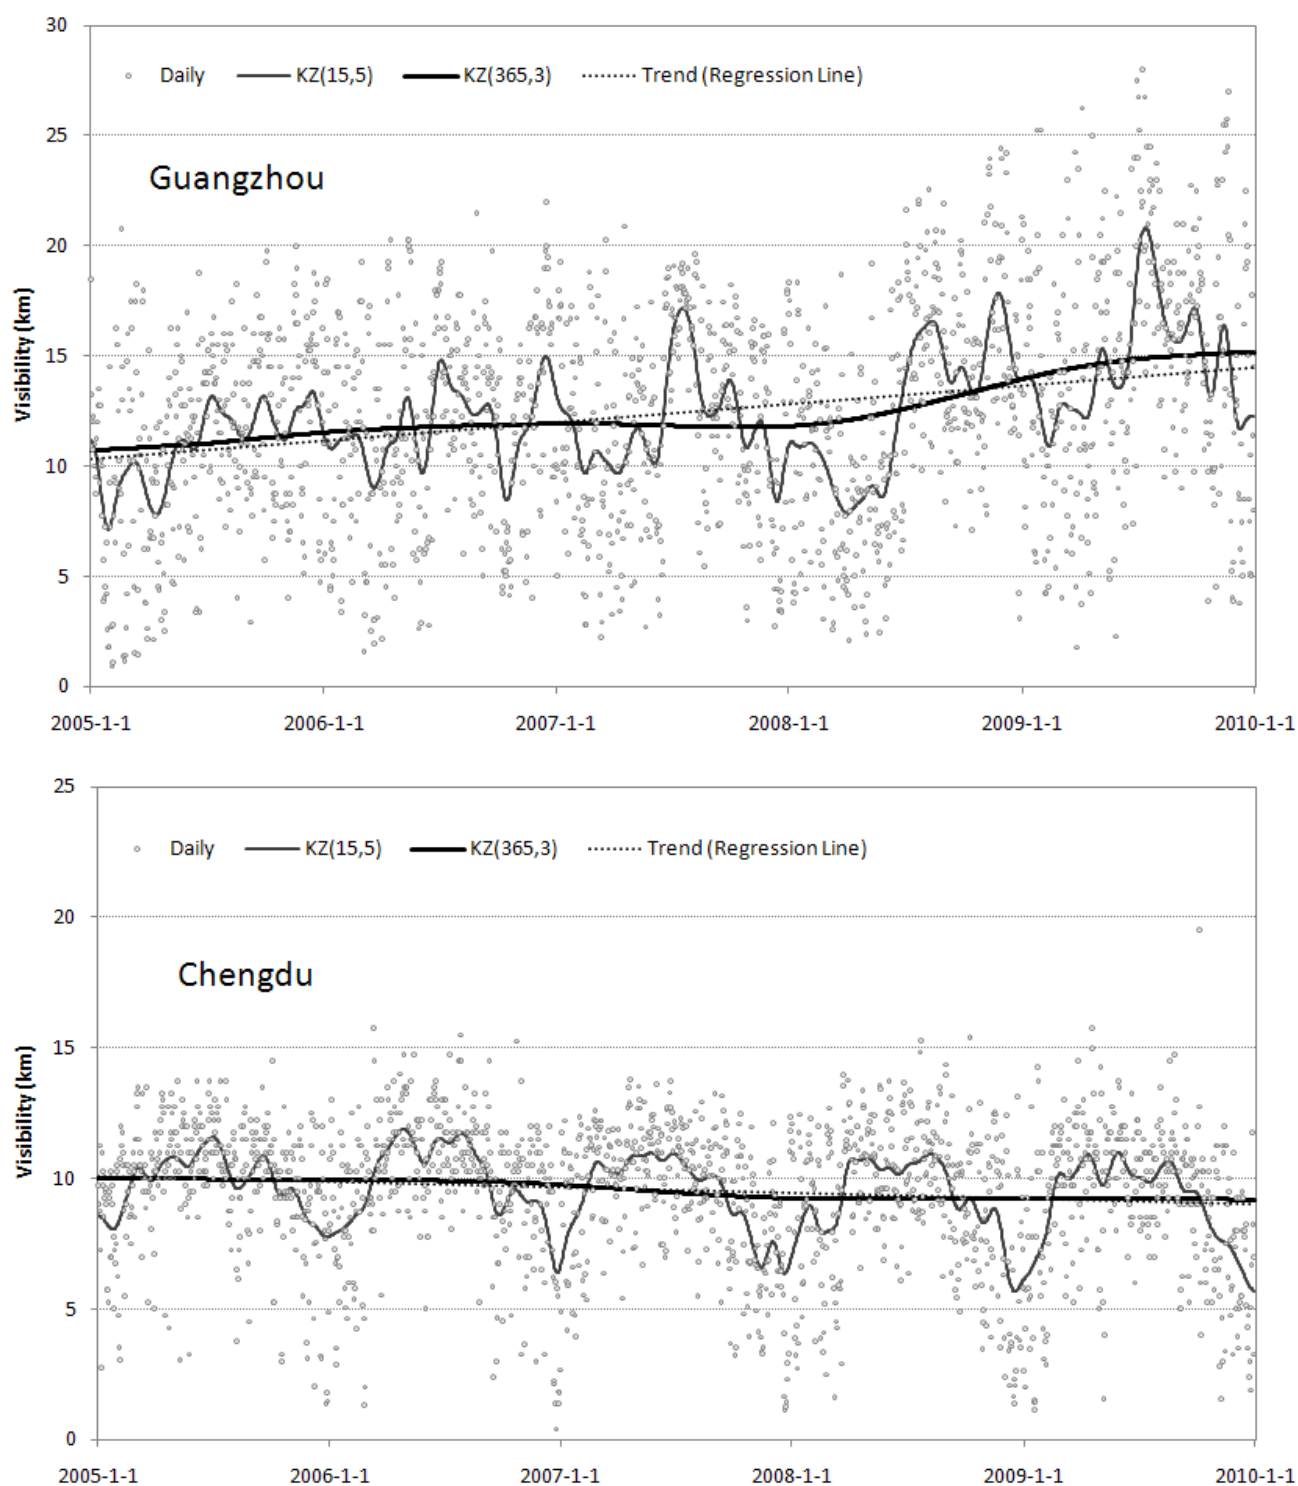 30
Daily KZ(15,5) KZ(365,3) Trend (Regression Line)
25
Guangzhou
20
Visibility (km)
15
10
5
0
2005-1-1 2006-1-1 2007-1-1 2008-1-1 2009-1-1 2010-1-1
25
Daily KZ(15,5) KZ(365,3) Trend (Regression Line)
20
Chengdu
15
Visibility (km)
10
5
0
2005-1-1 2006-1-1 2007-1-1 2008-1-1 2009-1-1 2010-1-1